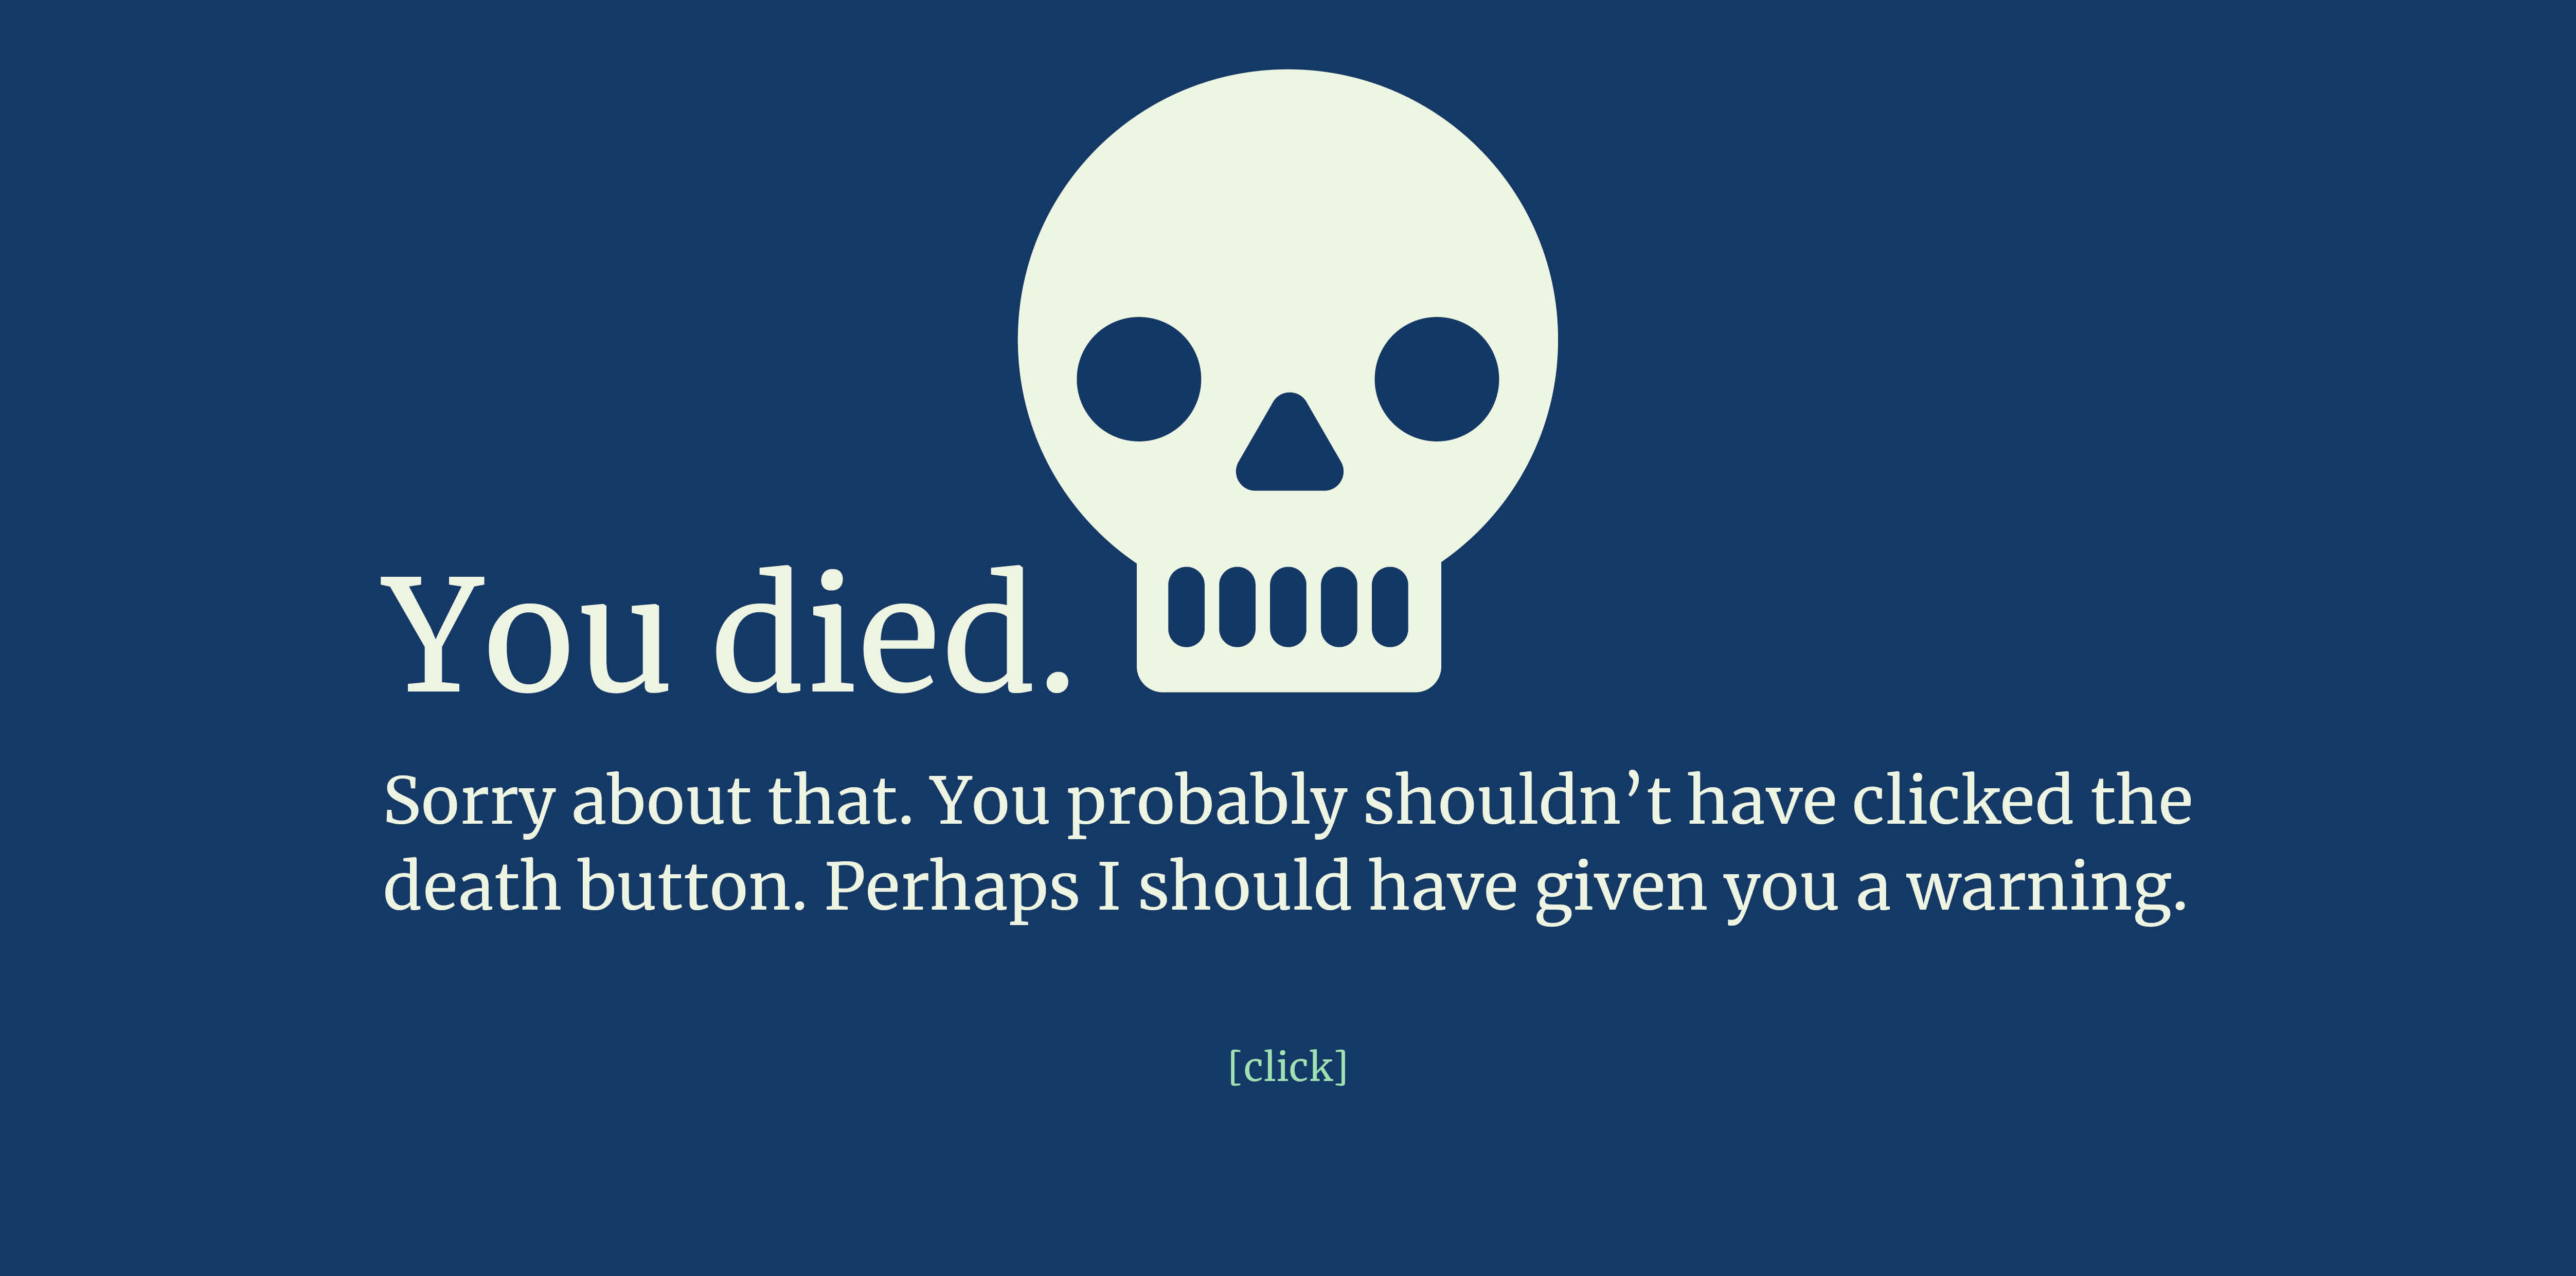 You died.
Sorry about that. You probably shouldn’t have clicked the
death button. Perhaps I should have given you a warning.
[click]